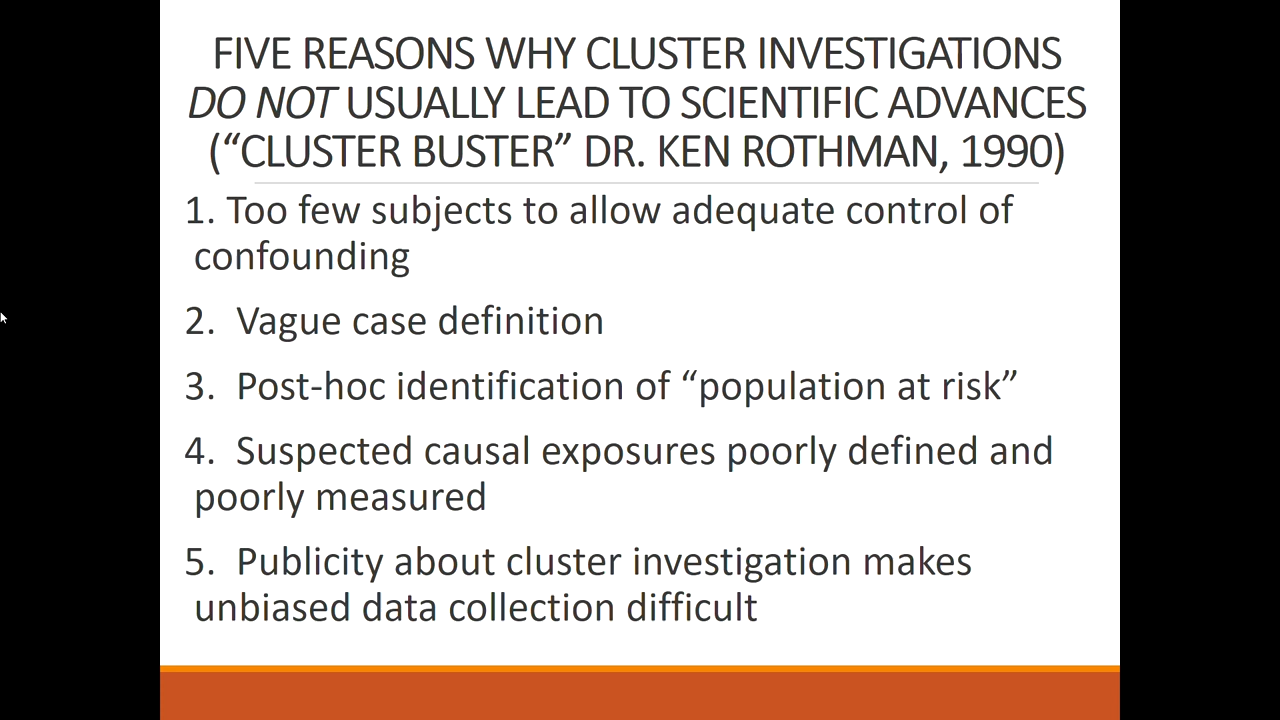 FIVE REASONS WHY CLUSTER INVESTIGATIONS
DO NOT USUALLY LEAD TO SCIENTIFIC ADVANCES
(“CLUSTER BUSTER” DR. KEN ROTHMAN, 1990)
1. Too few subjects to allow adequate control of
confounding
2. Vague case definition
3. Post-hoc identification of “population at risk”
4. Suspected causal exposures poorly defined and
poorly measured
5. Publicity about cluster investigation makes
unbiased data collection difficult